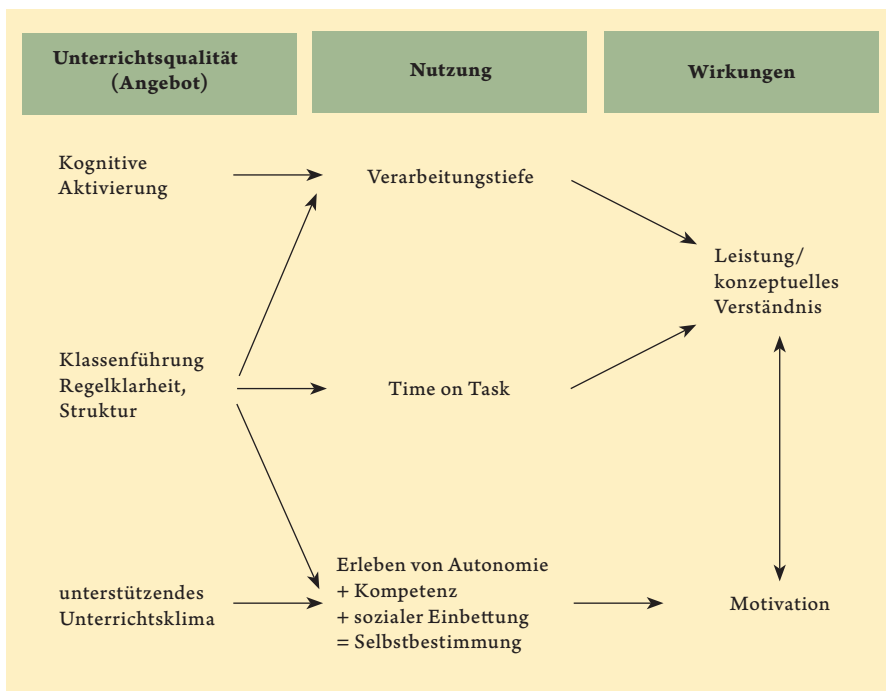 Unterrichtsqualität
(Angebot)
Nutzung
Wirkungen
Kognitive
Aktivierung
Verarbeitungstiefe
Leistung/
konzeptuelles
Verständnis
Klassenführung
Regelklarheit,
Struktur
Time on Task
unterstützendes
Unterrichtsklima
Erleben von Autonomie
+ Kompetenz
+ sozialer Einbettung
= Selbstbestimmung
Motivation